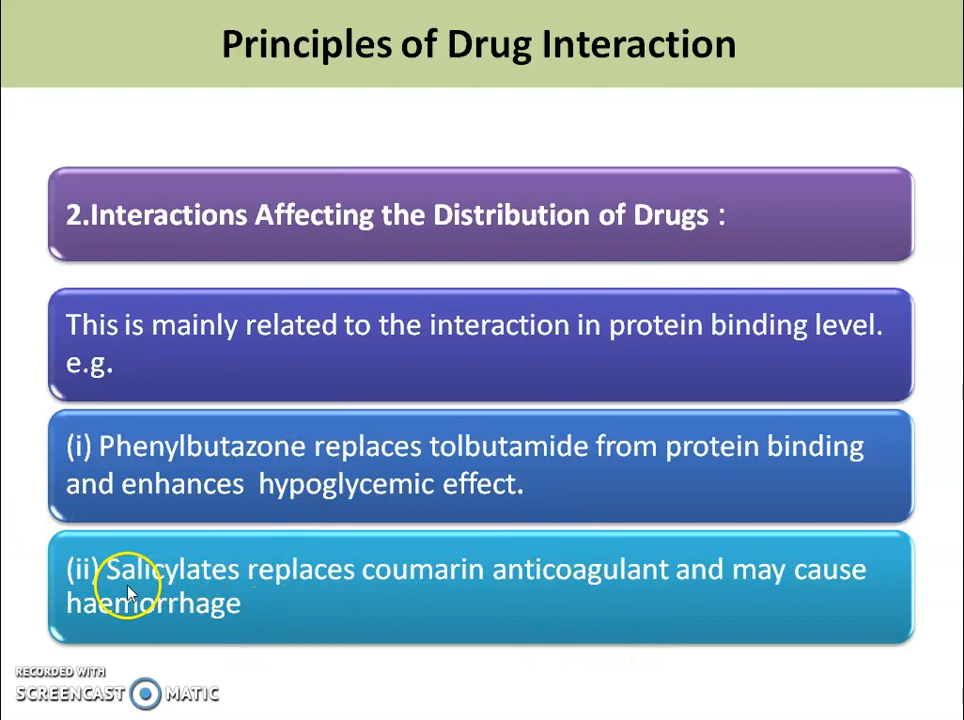 Principles of Drug Interaction
2.Interactions Affecting the Distribution of Drugs :
This is mainly related to the interaction in protein binding level.
e.g.
(i) Phenylbutazone replaces tolbutamide from protein binding
and enhances  hypoglycemic effect.
(ii) Salicylates replaces coumarin anticoagulant and may cause
haemorrhage
RECORDED WITH
SCREENCAST MATIC